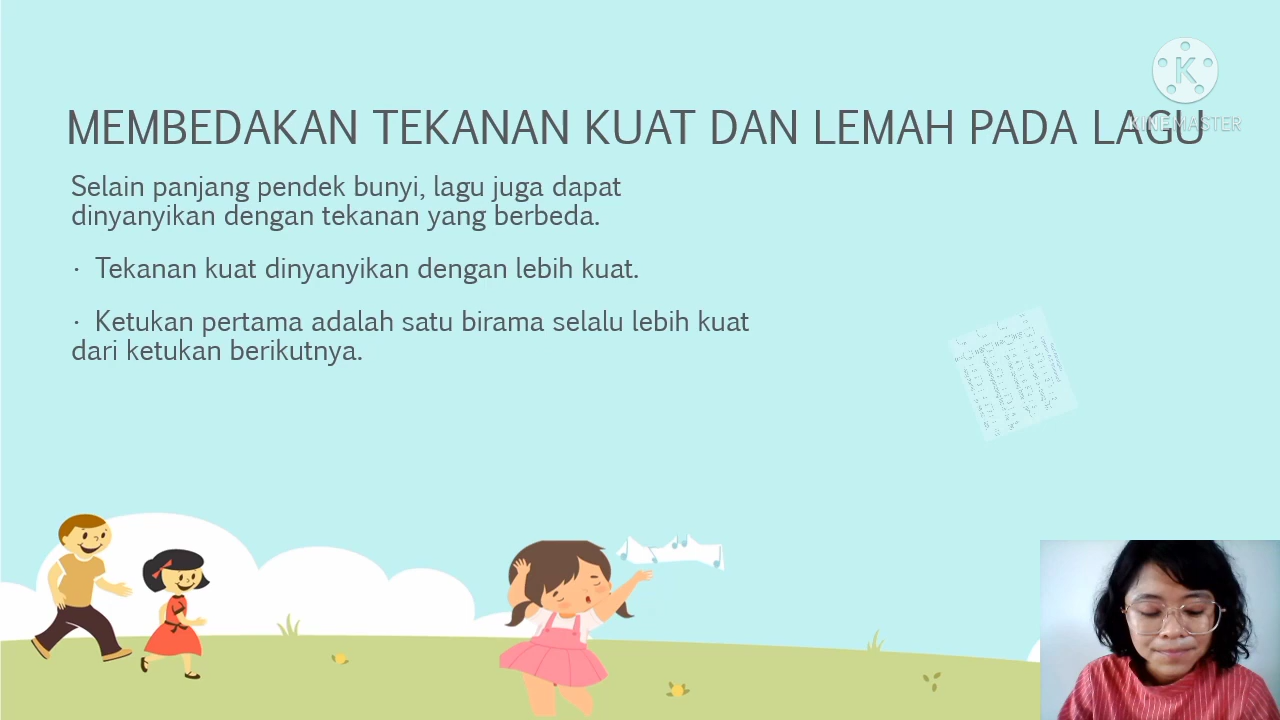 MEMBEDAKAN TEKANAN KUAT DAN LEMAH PADA LAGU
K
KINEMASTER
Selain panjang pendek bunyi, lagu juga dapat
dinyanyikan dengan tekanan yang berbeda.
· Tekanan kuat dinyanyikan dengan lebih kuat.
· Ketukan pertama adalah satu birama selalu lebih kuat
dari ketukan berikutnya.